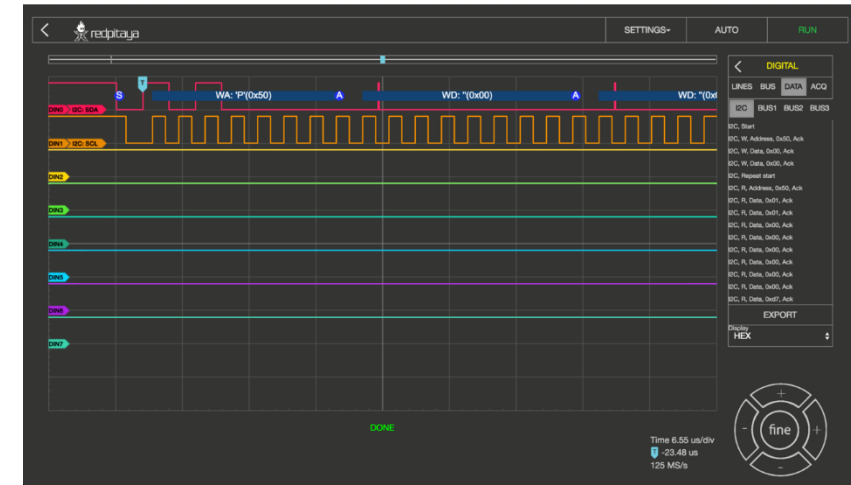 redpitaya
SETTINGS
AUTO
RUN
DIGITAL
LINES BUS DATA ACQ
I2C BUS1 BUS2 BUS3
T
S WA: 'P'(0x50) A WD: ''(0x00) A WD: ''(0x
DIN0 I2C: SDA
DIN1 I2C: SCL
DIN2
DIN3
DIN4
DIN5
DIN6
DIN7
I2C, Start
I2C, W, Address, 0x50, Ack
I2C, W, Data, 0x00, Ack
I2C, W, Data, 0x00, Ack
I2C, Repeat start
I2C, R, Address, 0x50, Ack
I2C, R, Data, 0x01, Ack
I2C, R, Data, 0x01, Ack
I2C, R, Data, 0x00, Ack
I2C, R, Data, 0x00, Ack
I2C, R, Data, 0x00, Ack
I2C, R, Data, 0x00, Ack
I2C, R, Data, 0x00, Ack
I2C, R, Data, 0x00, Ack
I2C, R, Data, 0xd7, Ack
EXPORT
Display
HEX
DONE
Time 6.55 us/div
T -23.48 us
125 MS/s
+
- fine +
-